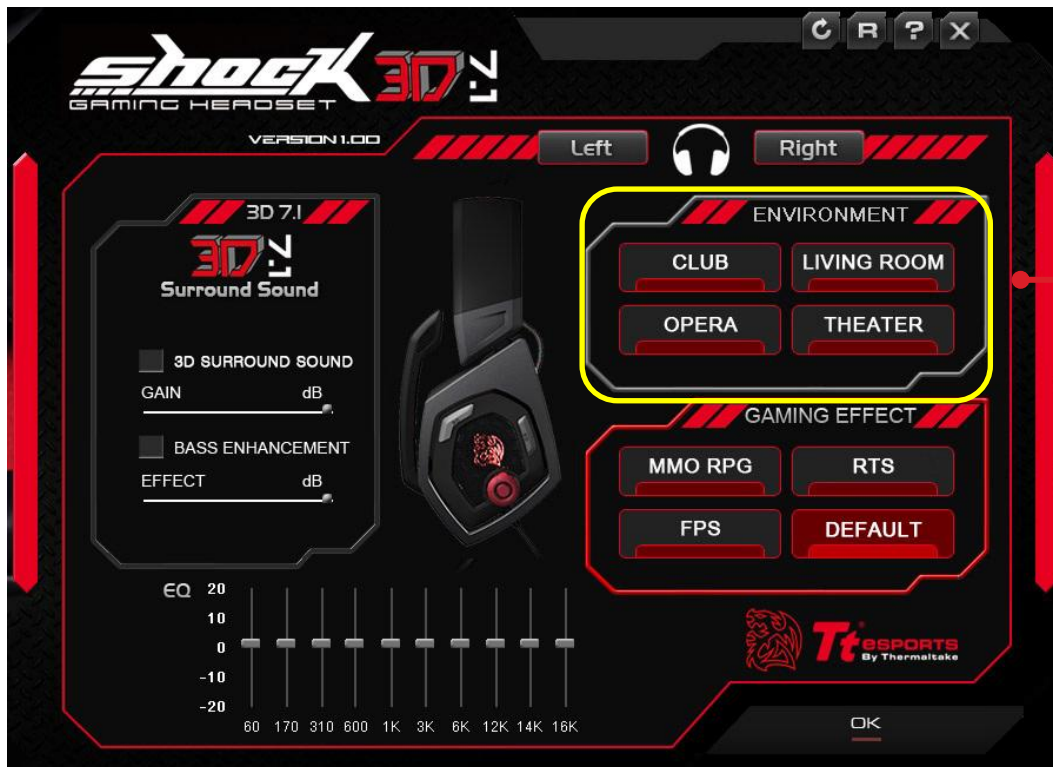 R ? X
Shock 3D 7.1
GAMING HEADSET
VERSION 1.00
Left
Right
3D 7.1
3D 7.1
Surround Sound
3D SURROUND SOUND
GAIN dB
BASS ENHANCEMENT
EFFECT dB
ENVIRONMENT
CLUB LIVING ROOM
OPERA THEATER
GAMING EFFECT
MMO RPG RTS
FPS DEFAULT
EQ 20
10
0
-10
-20
60 170 310 600 1K 3K 6K 12K 14K 16K
Tt esports
By Thermaltake
OK